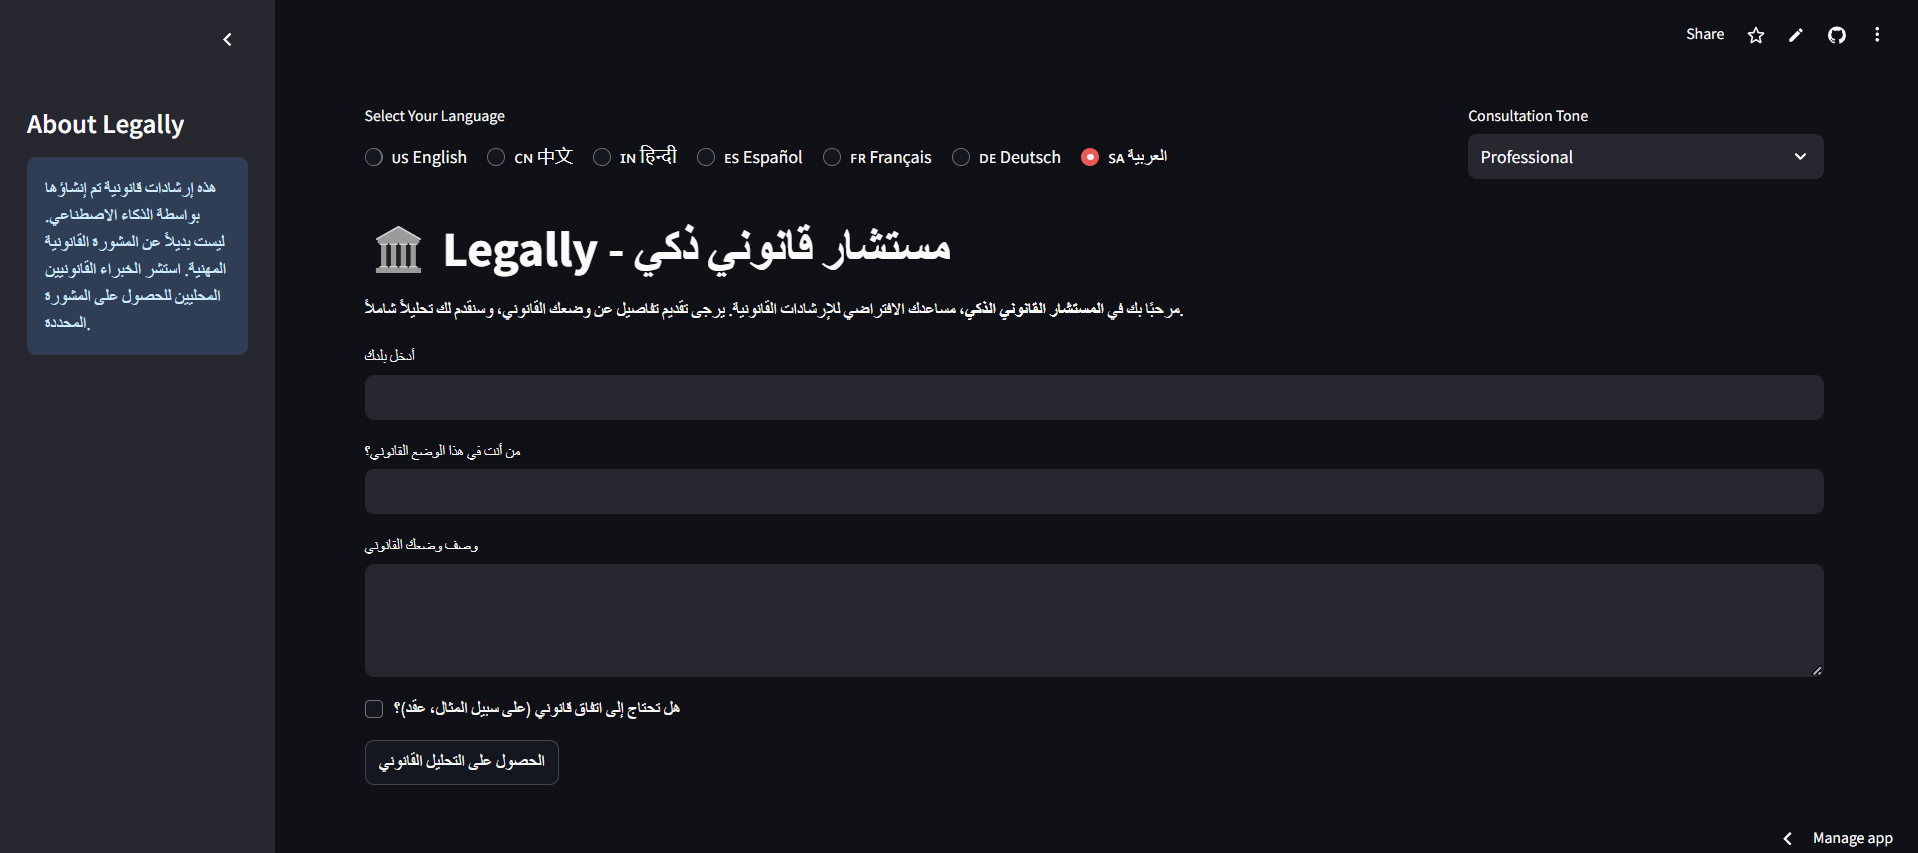 Share
About Legally
هذه إرشادات قانونية تم إنشاؤها
بواسطة الذكاء الاصطناعي.
ليست بديلاً عن المشورة القانونية
المهنية. استشر الخبراء القانونيين
المحليين للحصول على المشورة
المحددة.
Select Your Language
US English CN 中文 IN हिन्दी ES Español FR Français DE Deutsch SA العربية
Consultation Tone
Professional
Legally - مستشار قانوني ذكي
مرحبًا بك في المستشار القانوني الذكي، مساعدك الافتراضي للإرشادات القانونية. يرجى تقديم تفاصيل عن وضعك القانوني، وسنقدم لك تحليلاً شاملاً.
أدخل بلدك
من أنت في هذا الوضع القانوني؟
وصف وضعك القانوني
هل تحتاج إلى اتفاق قانوني (على سبيل المثال، عقد)؟
الحصول على التحليل القانوني
Manage app